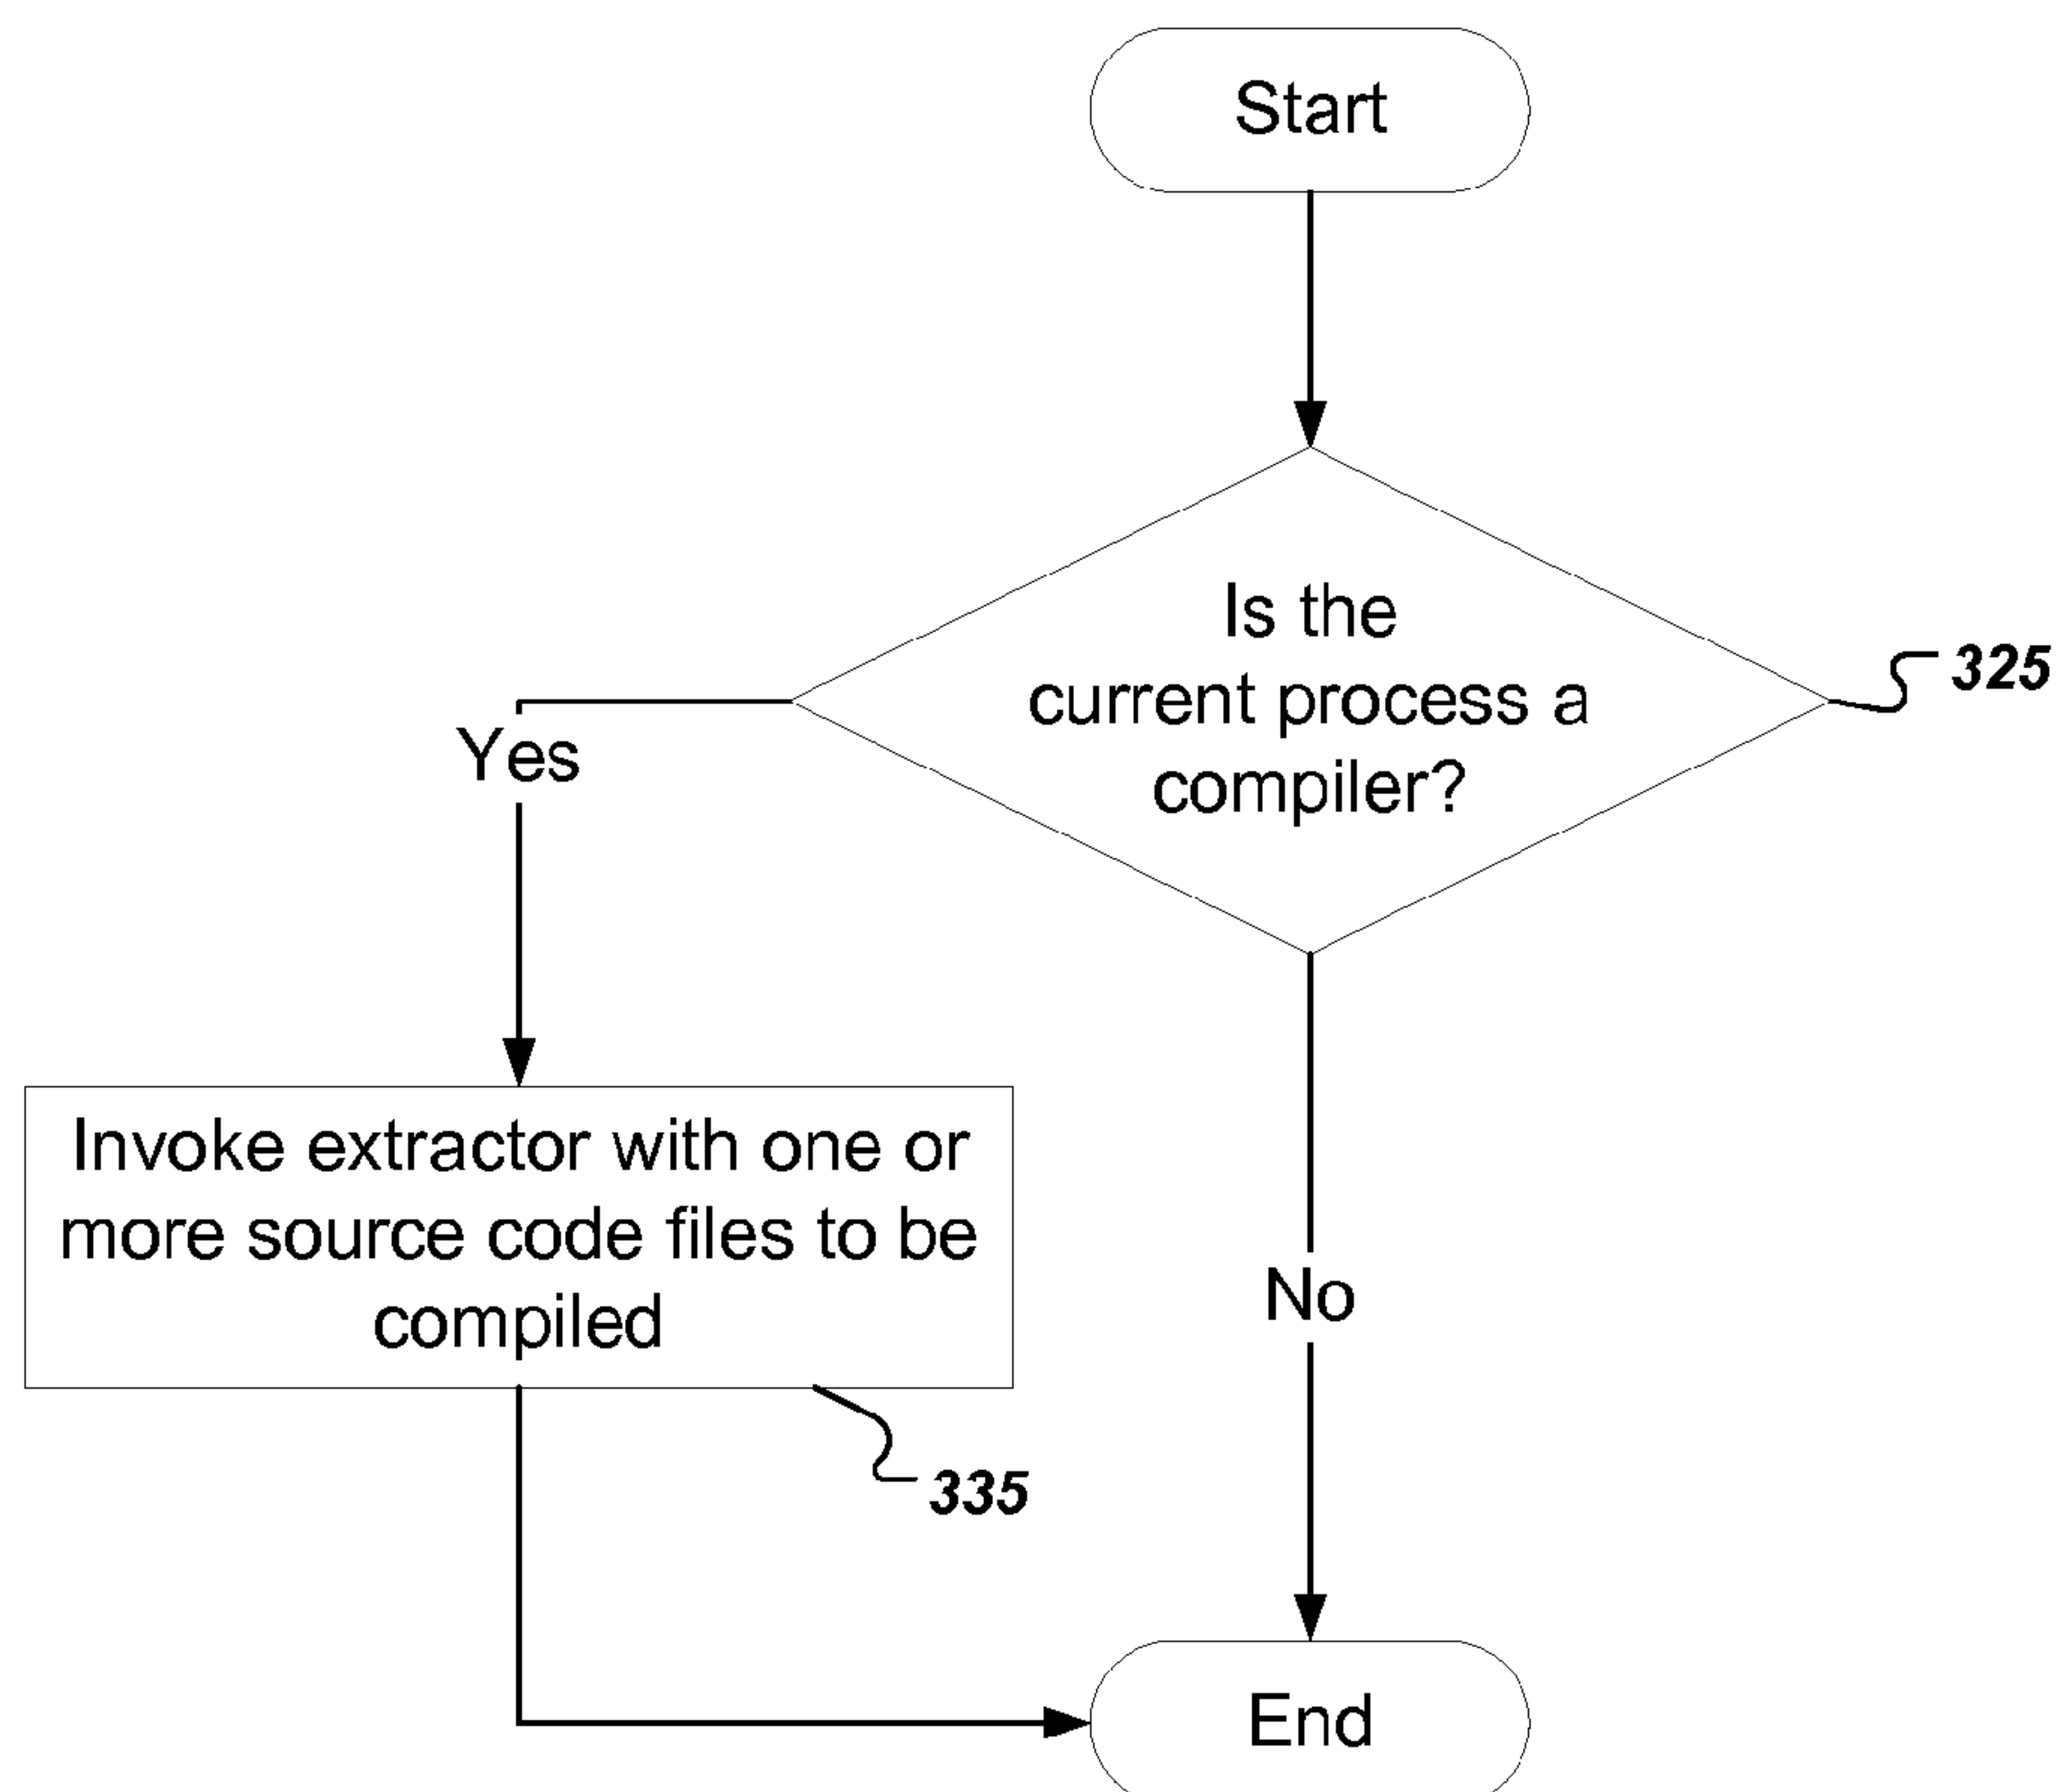 Start
Is the
current process a
compiler?
325
Yes
Invoke extractor with one or
more source code files to be
compiled
335
No
End